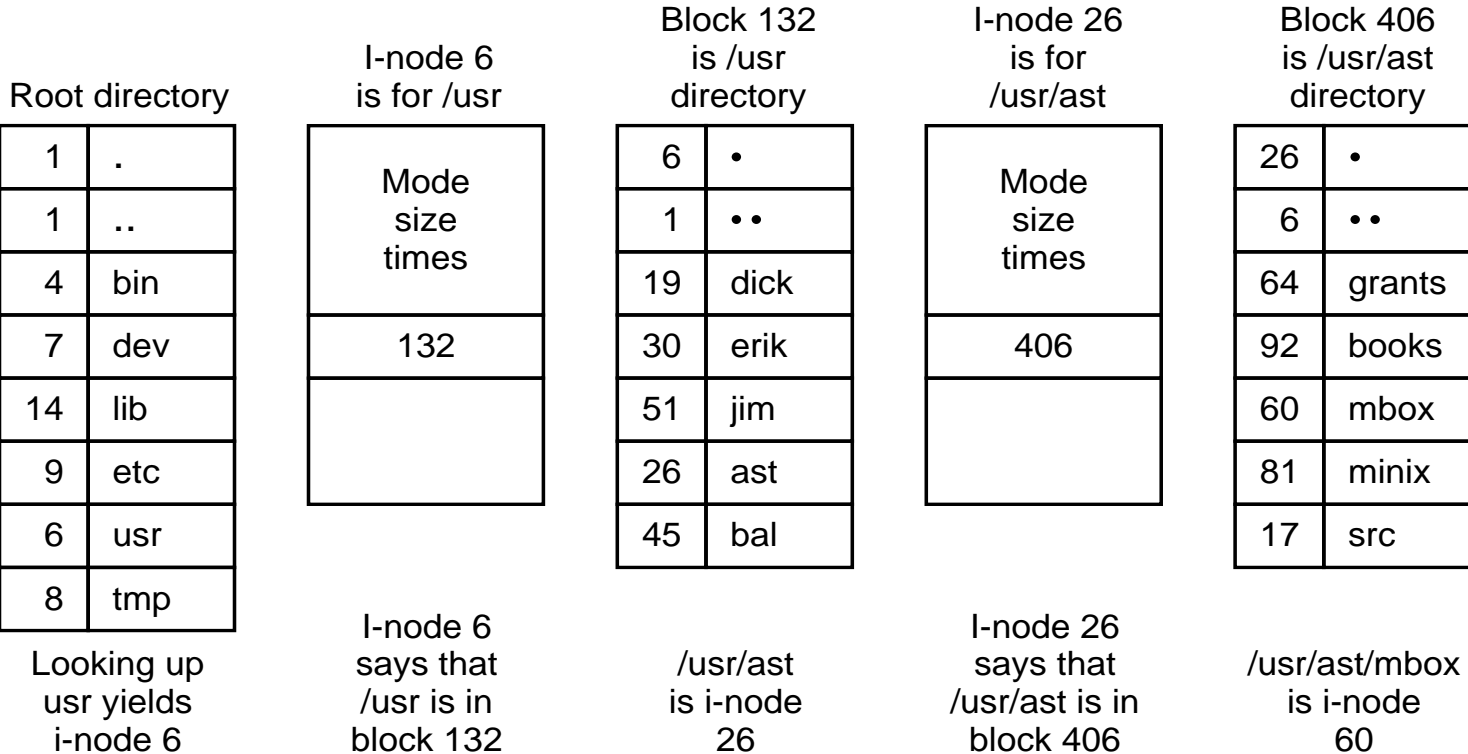 Root directory
1 .
1 ..
4 bin
7 dev
14 lib
9 etc
6 usr
8 tmp
Looking up
usr yields
i-node 6
I-node 6
is for /usr
Mode
size
times
132
I-node 6
says that
/usr is in
block 132
Block 132
is /usr
directory
6 •
1 ••
19 dick
30 erik
51 jim
26 ast
45 bal
/usr/ast
is i-node
26
I-node 26
is for
/usr/ast
Mode
size
times
406
I-node 26
says that
/usr/ast is in
block 406
Block 406
is /usr/ast
directory
26 •
6 ••
64 grants
92 books
60 mbox
81 minix
17 src
/usr/ast/mbox
is i-node
60